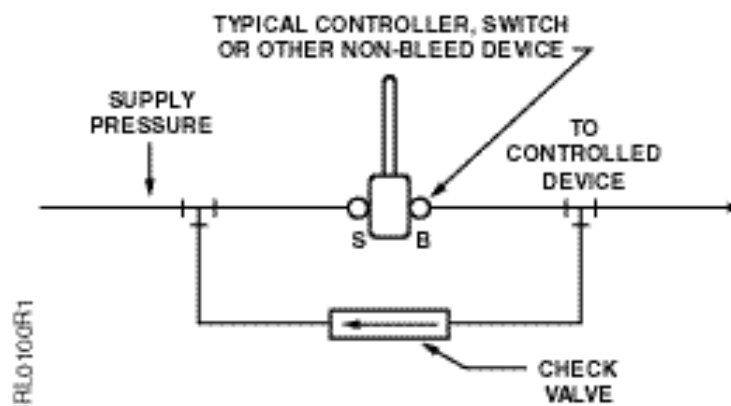 TYPICAL CONTROLLER, SWITCH
OR OTHER NON-BLEED DEVICE
SUPPLY
PRESSURE
TO
CONTROLLED
DEVICE
S
B
CHECK
VALVE
RL0100R1